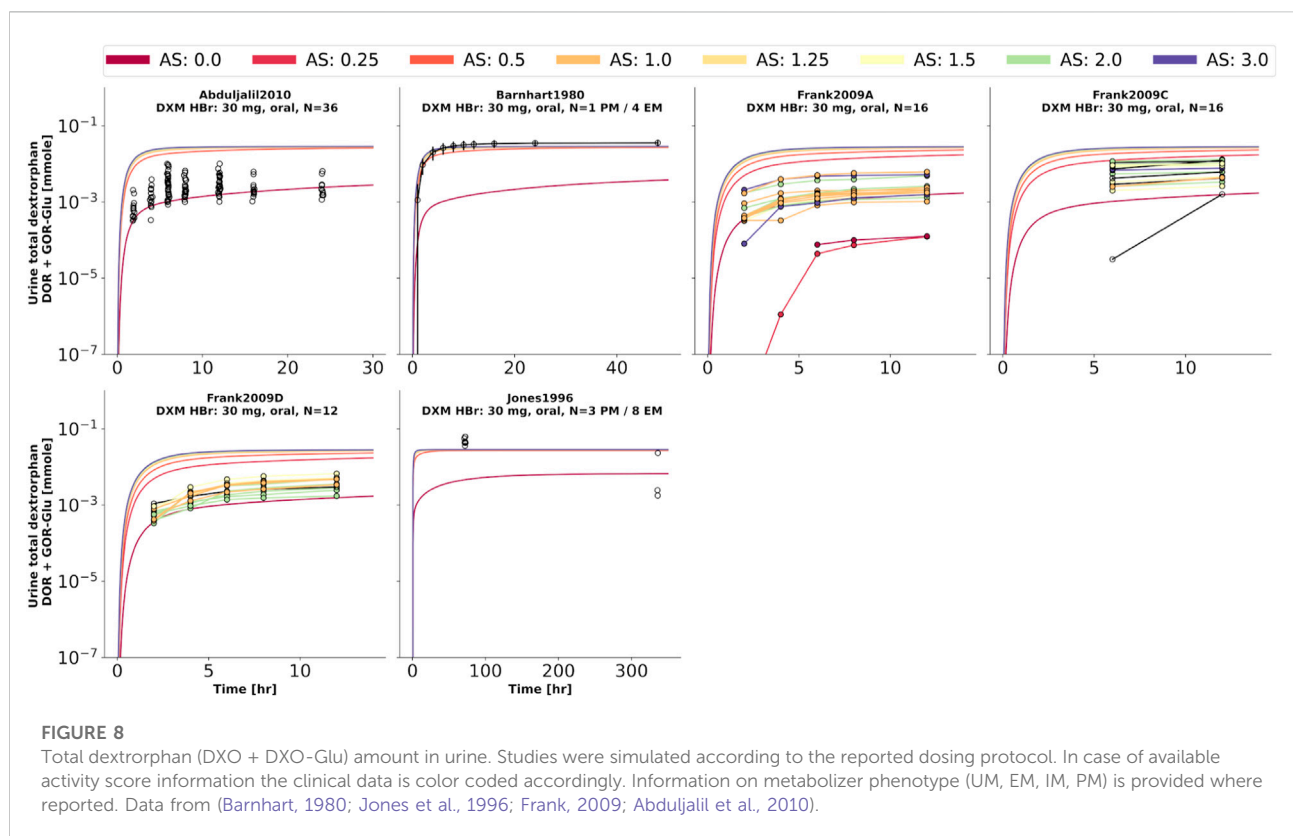 AS: 0.0 AS: 0.25 AS: 0.5 AS: 1.0 AS: 1.25 AS: 1.5 AS: 2.0 AS: 3.0
Abduljalil2010
DXM HBr: 30 mg, oral, N=36
Barnhart1980
DXM HBr: 30 mg, oral, N=1 PM / 4 EM
Frank2009A
DXM HBr: 30 mg, oral, N=16
Frank2009C
DXM HBr: 30 mg, oral, N=16
Urine total dextrorphan
DOR + GOR-Glu [mmole]
10⁻¹
10⁻³
10⁻⁵
10⁻⁷
0 10 20 30
0 20 40
0 5 10
0 5 10
Frank2009D
DXM HBr: 30 mg, oral, N=12
Jones1996
DXM HBr: 30 mg, oral, N=3 PM / 8 EM
Urine total dextrorphan
DOR + GOR-Glu [mmole]
10⁻¹
10⁻³
10⁻⁵
10⁻⁷
0 5 10
Time [hr]
0 100 200 300
Time [hr]
FIGURE 8
Total dextrorphan (DXO + DXO-Glu) amount in urine. Studies were simulated according to the reported dosing protocol. In case of available
activity score information the clinical data is color coded accordingly. Information on metabolizer phenotype (UM, EM, IM, PM) is provided where
reported. Data from (Barnhart, 1980; Jones et al., 1996; Frank, 2009; Abduljalil et al., 2010).